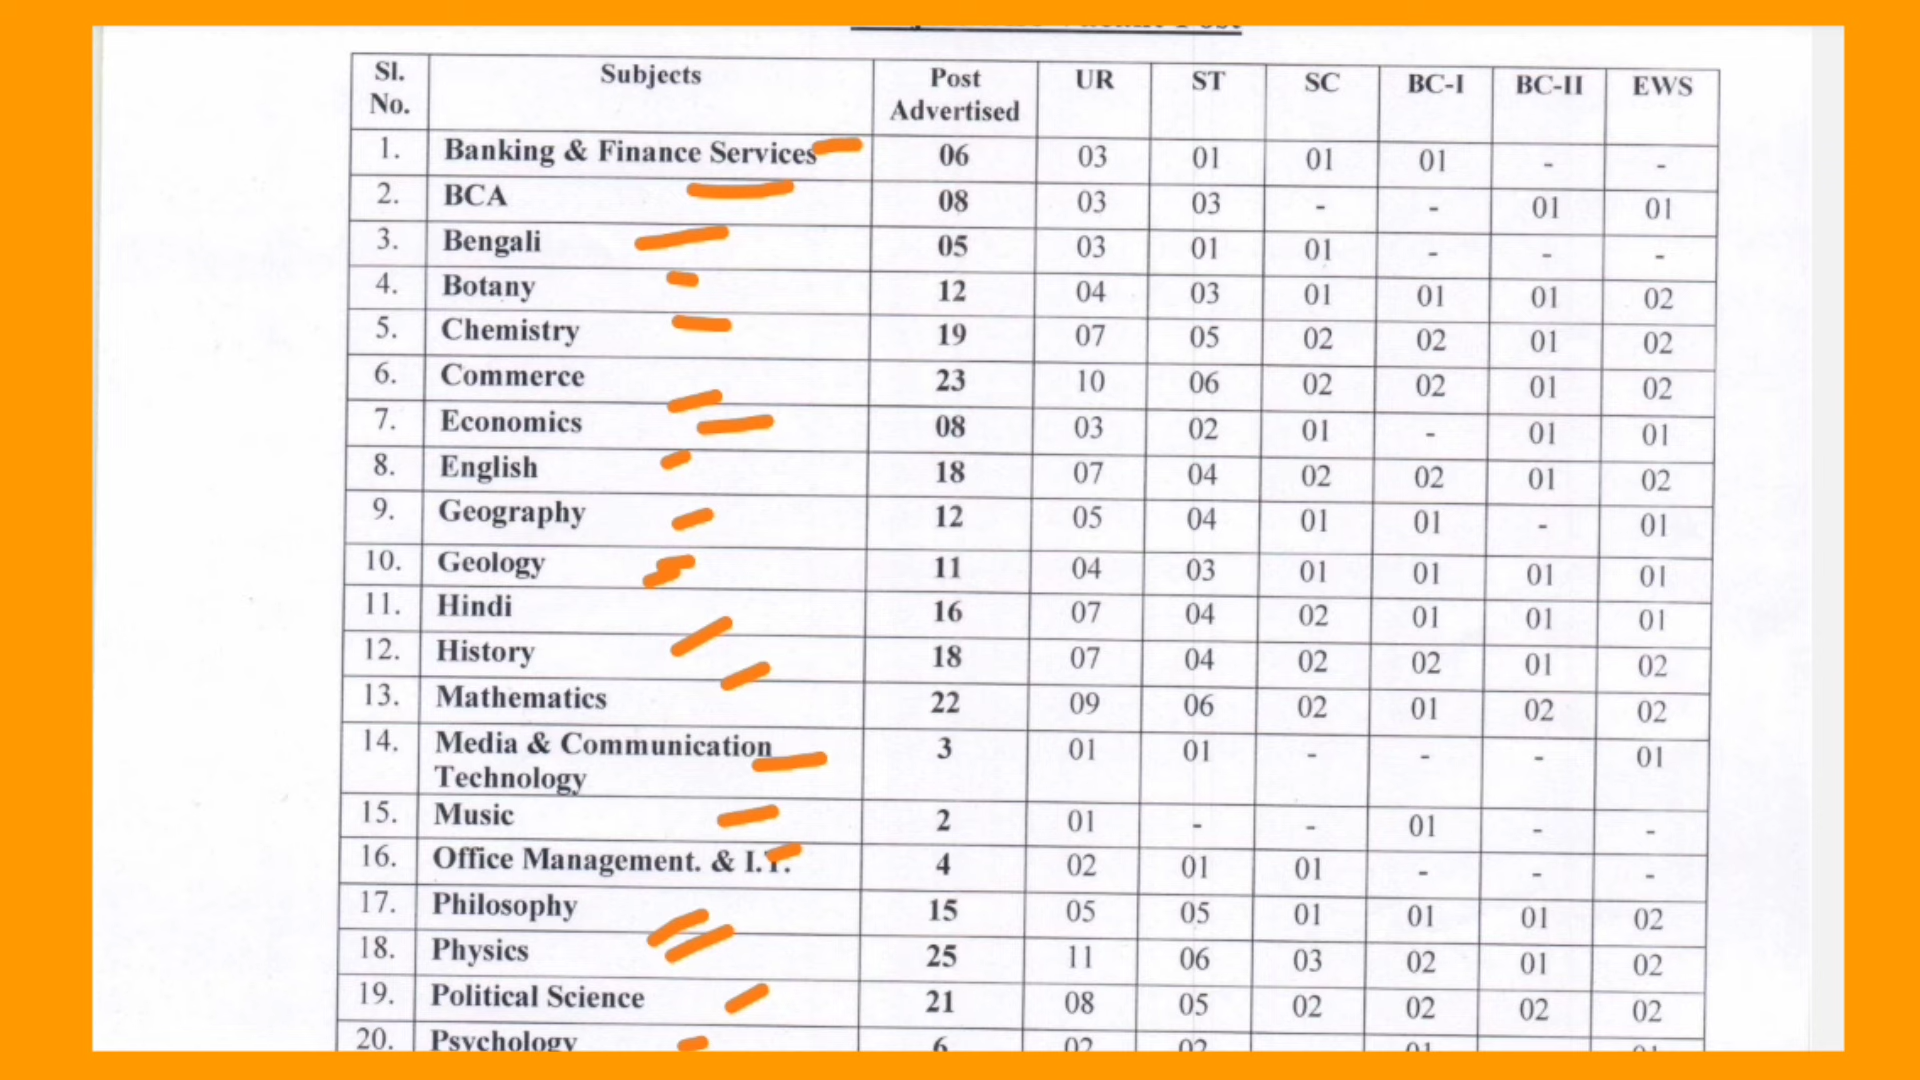 Vacant Post
Sl. No. Subjects Post Advertised UR ST SC BC-I BC-II EWS
1. Banking & Finance Services 06 03 01 01 01 - -
2. BCA 08 03 03 - - 01 01
3. Bengali 05 03 01 01 - - -
4. Botany 12 04 03 01 01 01 02
5. Chemistry 19 07 05 02 02 01 02
6. Commerce 23 10 06 02 02 01 02
7. Economics 08 03 02 01 - 01 01
8. English 18 07 04 02 02 01 02
9. Geography 12 05 04 01 01 - 01
10. Geology 11 04 03 01 01 01 01
11. Hindi 16 07 04 02 01 01 01
12. History 18 07 04 02 02 01 02
13. Mathematics 22 09 06 02 01 02 02
14. Media & Communication Technology 3 01 01 - - - 01
15. Music 2 01 - - 01 - -
16. Office Management. & I.T. 4 02 01 01 - - -
17. Philosophy 15 05 05 01 01 01 02
18. Physics 25 11 06 03 02 01 02
19. Political Science 21 08 05 02 02 02 02
20. Psychology 6 02 02 01 01